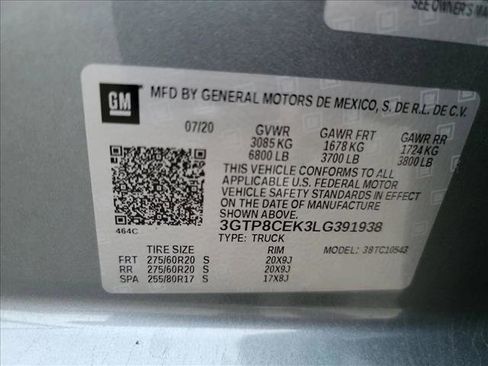 SEE OWNER'S
GM
MFD BY GENERAL MOTORS DE MEXICO, S. DE R.L. DE C.V.
07/20 GVWR GAWR FRT GAWR RR
3085 KG 1678 KG 1724 KG
6800 LB 3700 LB 3800 LB
THIS VEHICLE CONFORMS TO ALL
APPLICABLE U.S. FEDERAL MOTOR
VEHICLE SAFETY STANDARDS IN EFFECT
ON THE DATE OF MANUFACTURE SHOWN ABOVE.
3GTP8CEK3LG391938
464C TYPE: TRUCK MODEL: 38TC10543
TIRE SIZE RIM
FRT 275/60R20 S 20X9J
RR 275/60R20 S 20X9J
SPA 255/80R17 S 17X8J